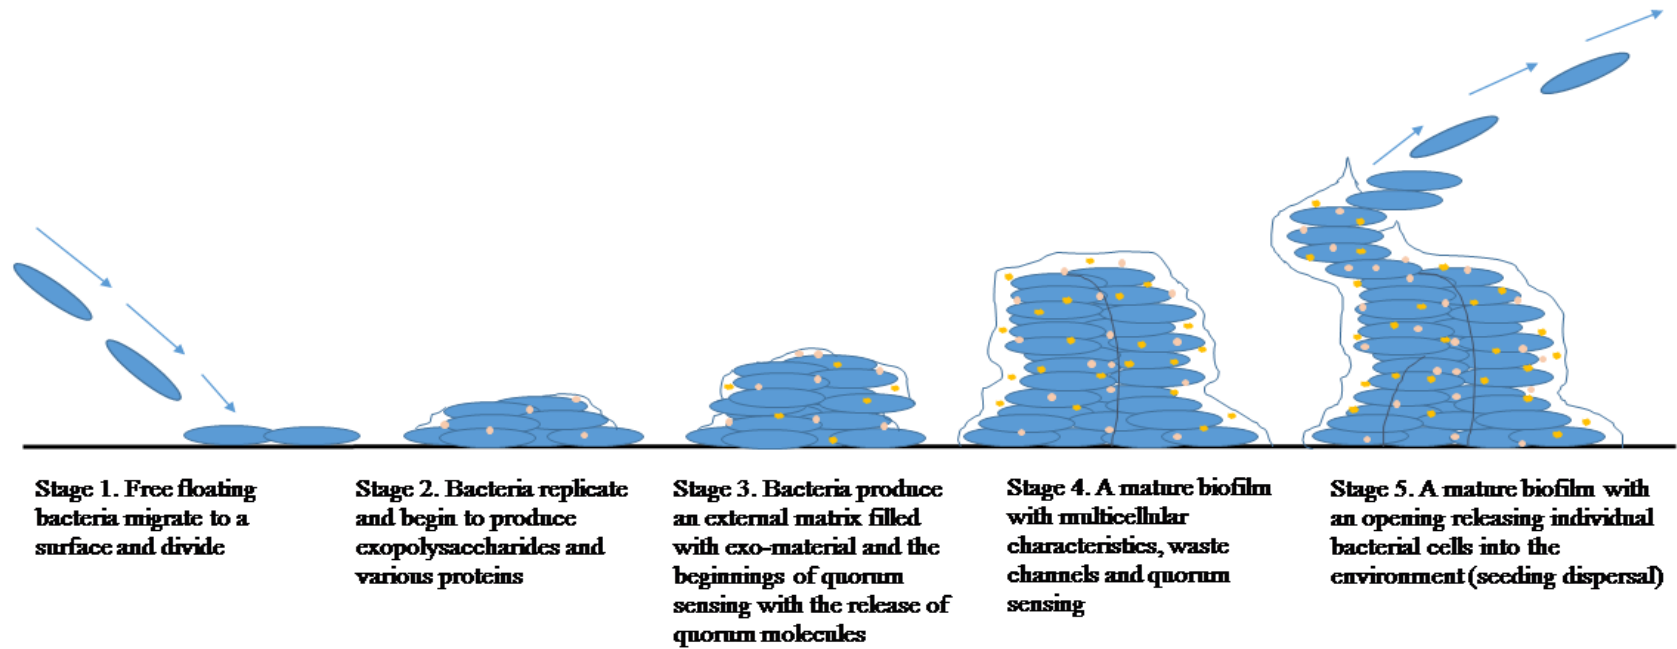 Stage 1. Free floating
bacteria migrate to a
surface and divide
Stage 2. Bacteria replicate
and begin to produce
exopolysaccharides and
various proteins
Stage 3. Bacteria produce
an external matrix filled
with exo-material and the
beginnings of quorum
sensing with the release of
quorum molecules
Stage 4. A mature biofilm
with multicellular
characteristics, waste
channels and quorum
sensing
Stage 5. A mature biofilm with
an opening releasing individual
bacterial cells into the
environment (seeding dispersal)